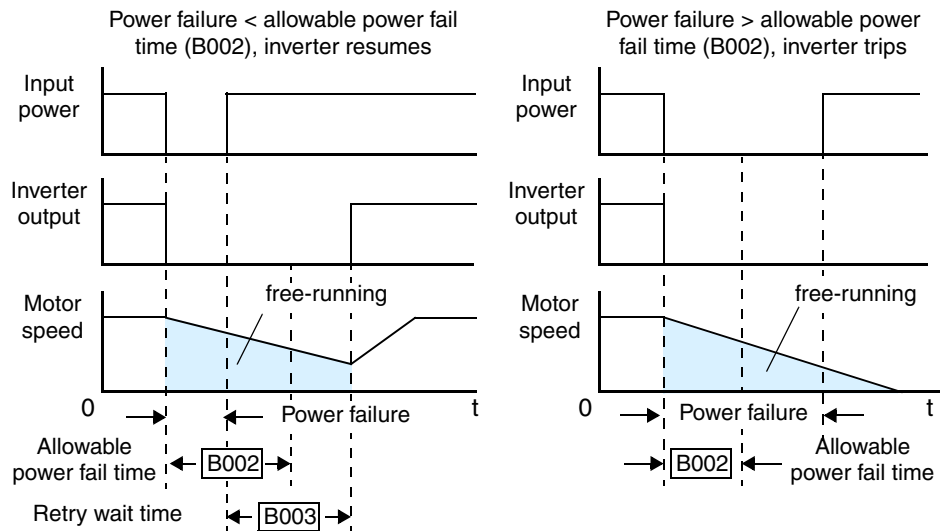 Power failure < allowable power fail
time (B002), inverter resumes
Input
power
Inverter
output
Motor
speed
free-running
0
t
Power failure
Allowable
power fail time
B002
Retry wait time
B003
Power failure > allowable power
fail time (B002), inverter trips
Input
power
Inverter
output
Motor
speed
free-running
0
t
Power failure
B002
Allowable
power fail time